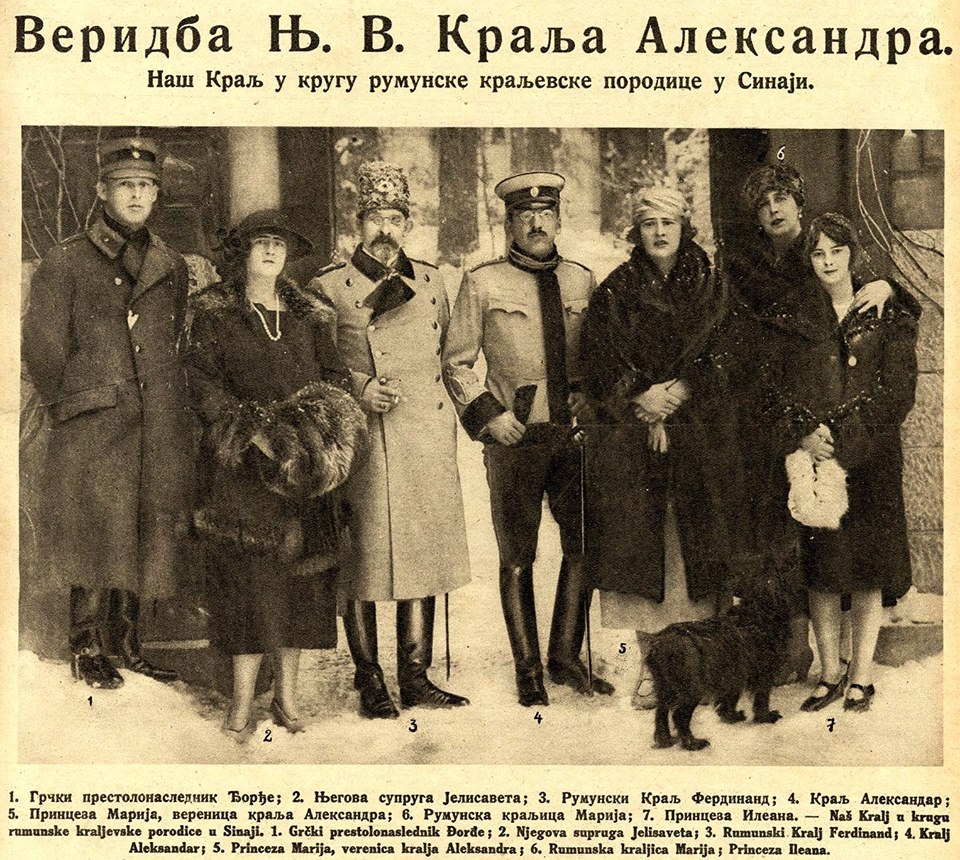 Веридба Њ. В. Краља Александра.
Наш Краљ у кругу румунске краљевске породице у Синаји.
6
5
1
2
3
4
7
1. Грчки престолонаследник Ђорђе; 2. Његова супруга Јелисавета; 3. Румунски Краљ Фердинанд; 4. Краљ Александар;
5. Принцеза Марија, вереница краља Александра; 6. Румунска краљица Марија; 7. Принцеза Илеана. — Naš Kralj u krugu
rumunske kraljevske porodice u Sinaji. 1. Grčki prestolonaslednik Đorđe; 2. Njegova supruga Jelisaveta; 3. Rumunski Kralj Ferdinand; 4. Kralj
Aleksandar; 5. Princeza Marija, verenica kralja Aleksandra; 6. Rumunska kraljica Marija; Princeza Ileana.